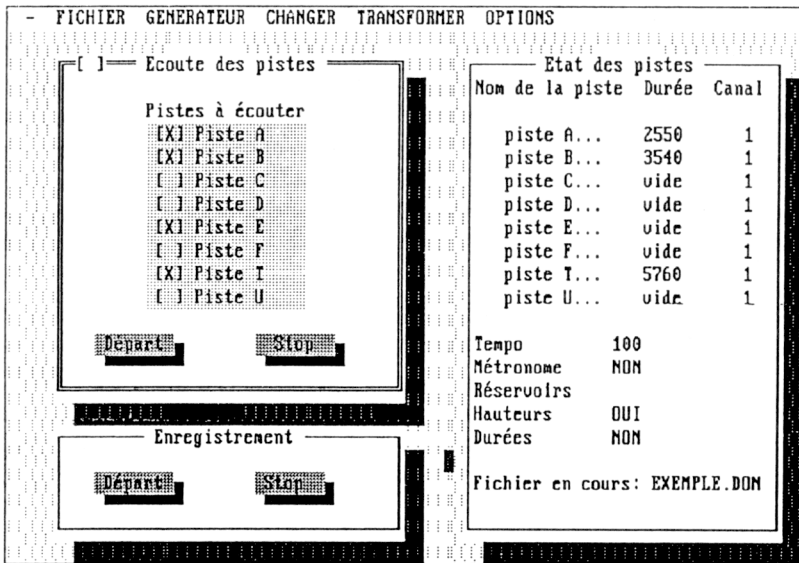 - FICHIER GENERATEUR CHANGER TRANSFORMER OPTIONS
[ ] Ecoute des pistes
Pistes à écouter
[X] Piste A
[X] Piste B
[ ] Piste C
[ ] Piste D
[X] Piste E
[ ] Piste F
[X] Piste T
[ ] Piste U
Départ Stop
Enregistrement
Départ Stop
Etat des pistes
Nom de la piste Durée Canal
piste A... 2550 1
piste B... 3540 1
piste C... vide 1
piste D... vide 1
piste E... vide 1
piste F... vide 1
piste T... 5760 1
piste U... vide 1
Tempo 100
Métronome NON
Réservoirs
Hauteurs OUI
Durées NON
Fichier en cours: EXEMPLE.DON